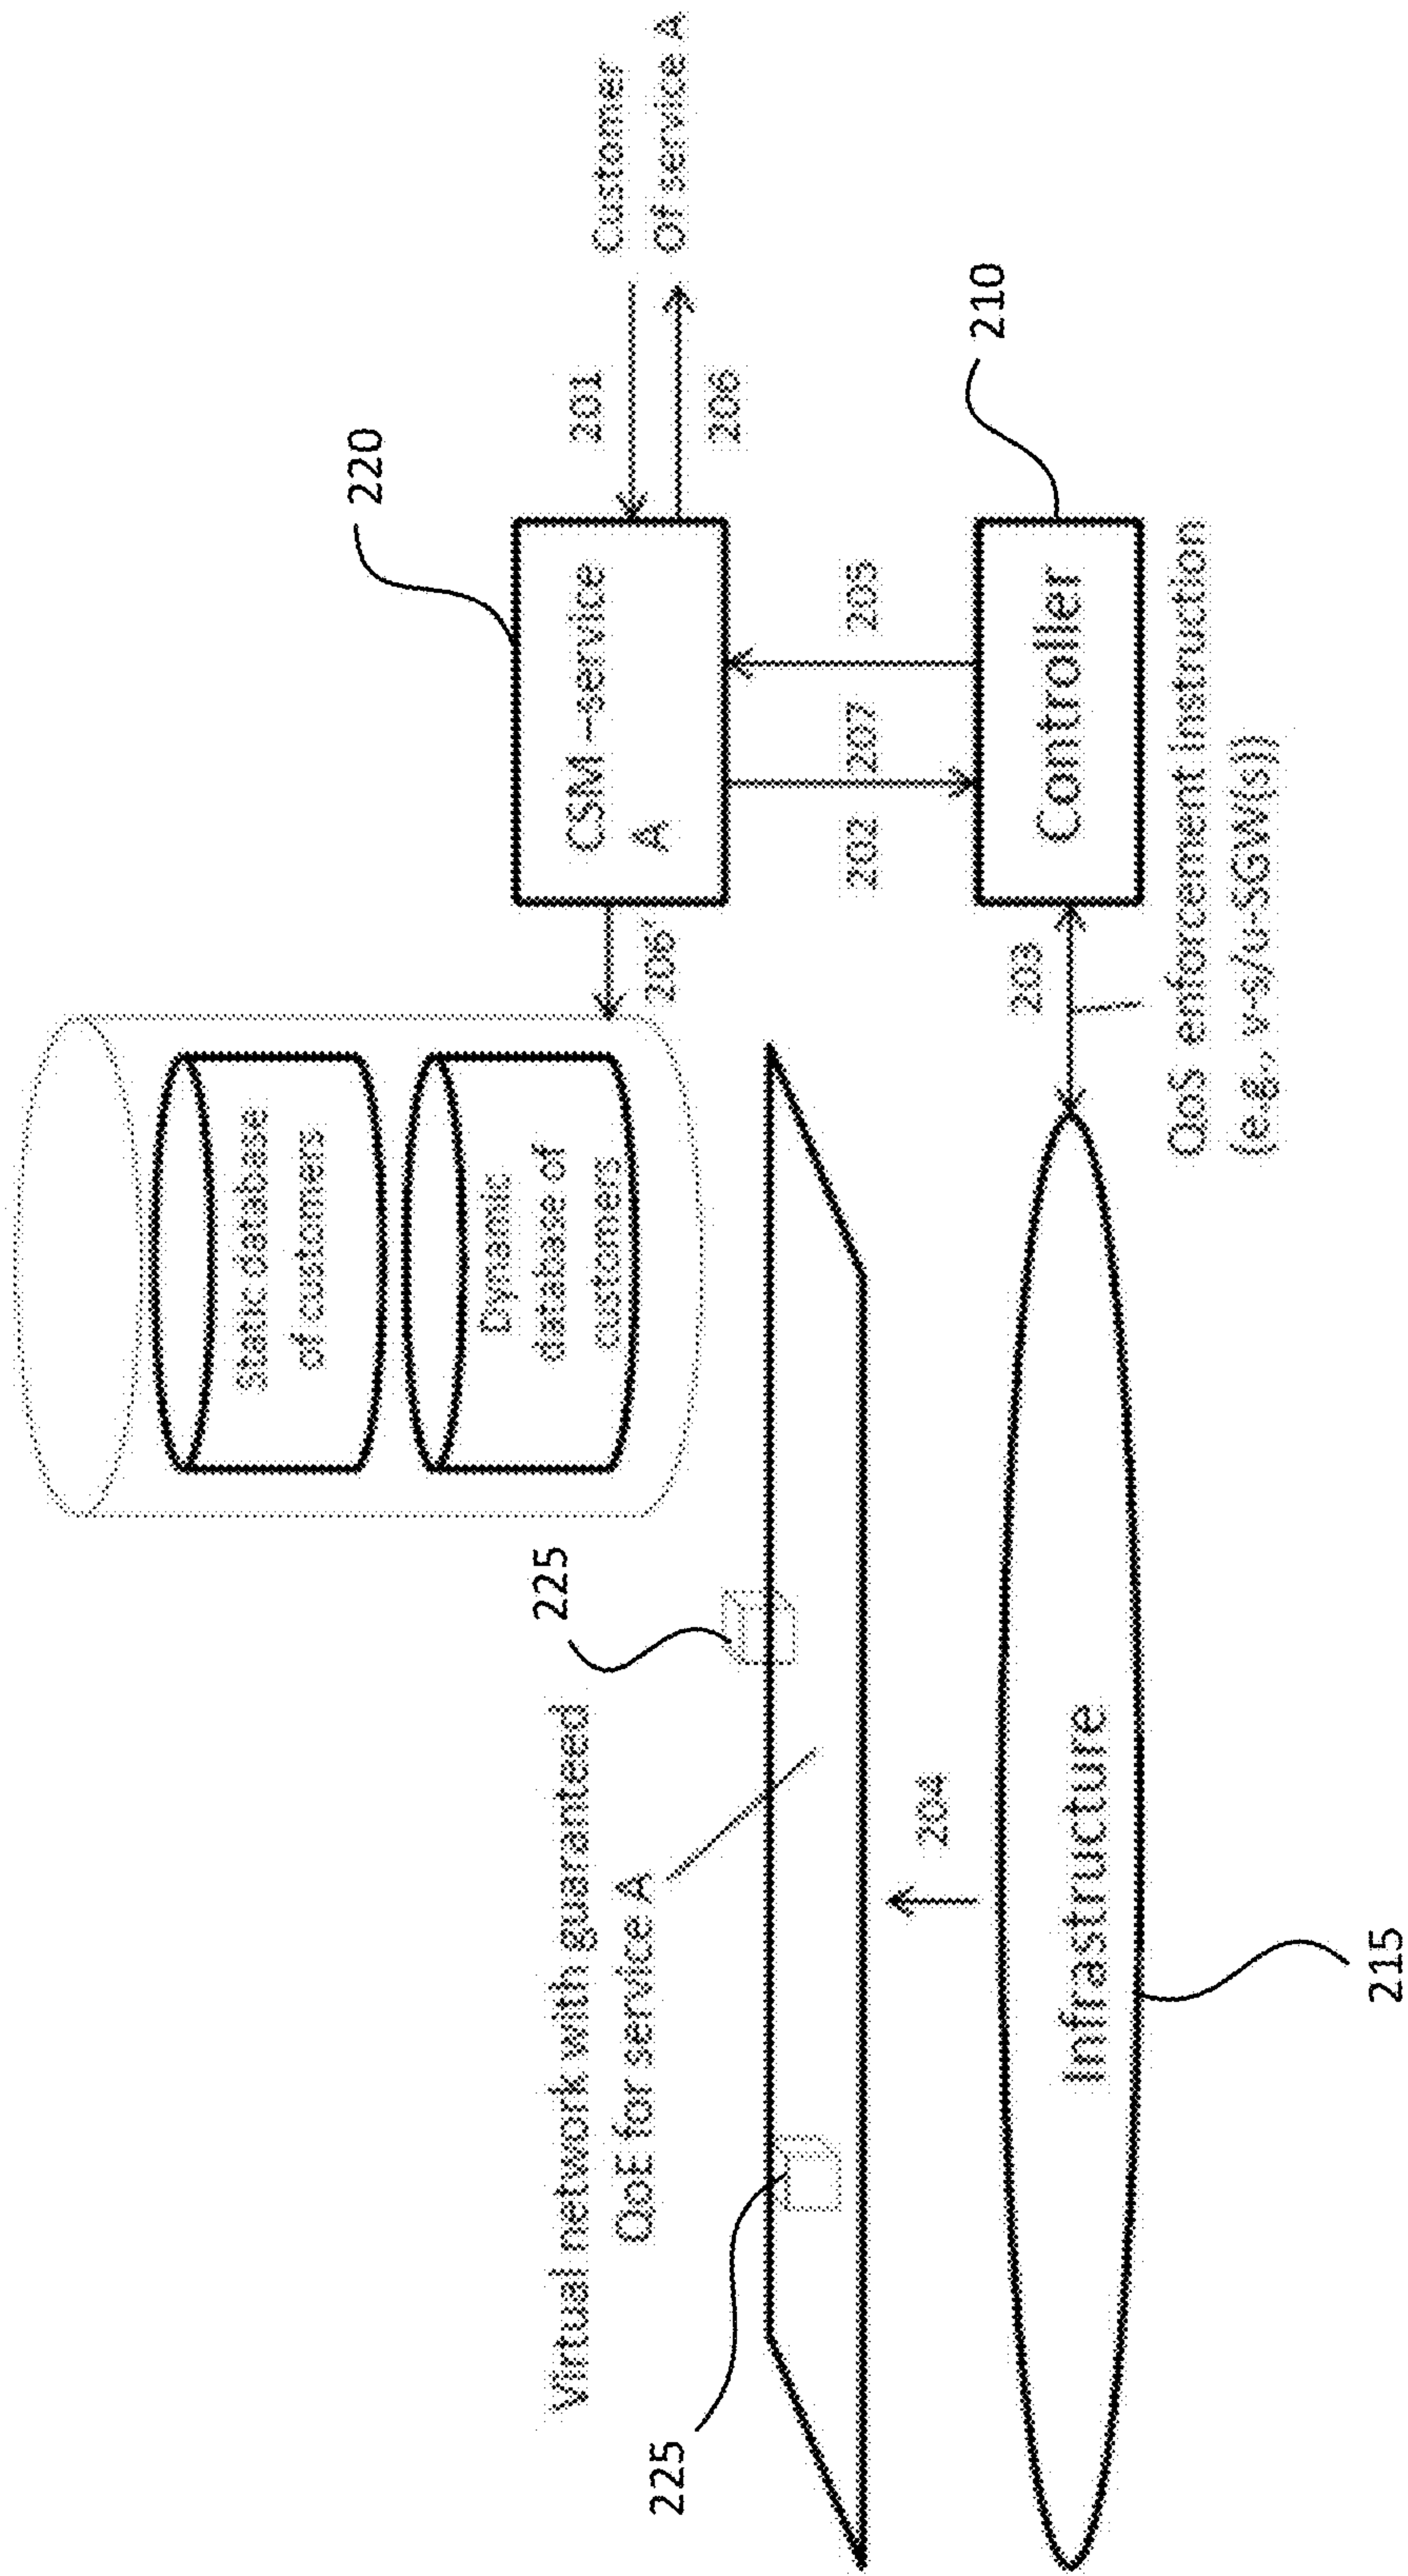 Static database
of customers
Dynamic
database of
customers
206'
220
CSM –service
A
201
206
Customer
of service A
225
Virtual network with guaranteed
QoE for service A
225
202
207
205
204
203
Controller
210
Infrastructure
215
QoS enforcement instruction
(e.g., v-s/u-SGW(s))